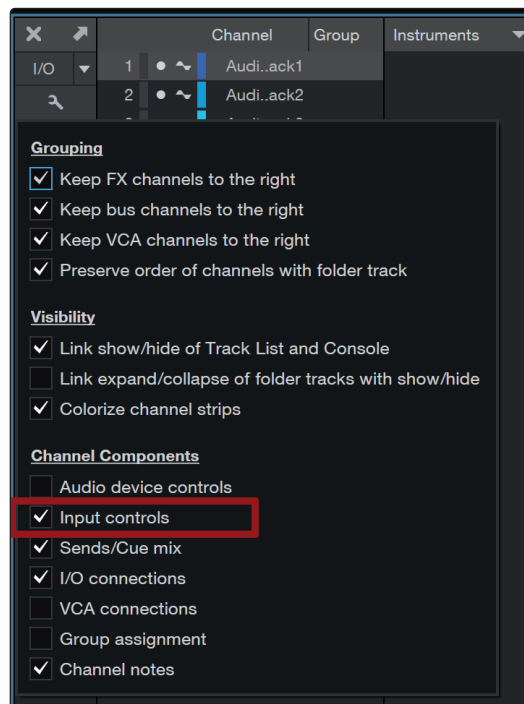 Channel Group Instruments
I/O 1 Audi..ack1
2 Audi..ack2
Grouping
Keep FX channels to the right
Keep bus channels to the right
Keep VCA channels to the right
Preserve order of channels with folder track
Visibility
Link show/hide of Track List and Console
Link expand/collapse of folder tracks with show/hide
Colorize channel strips
Channel Components
Audio device controls
Input controls
Sends/Cue mix
I/O connections
VCA connections
Group assignment
Channel notes